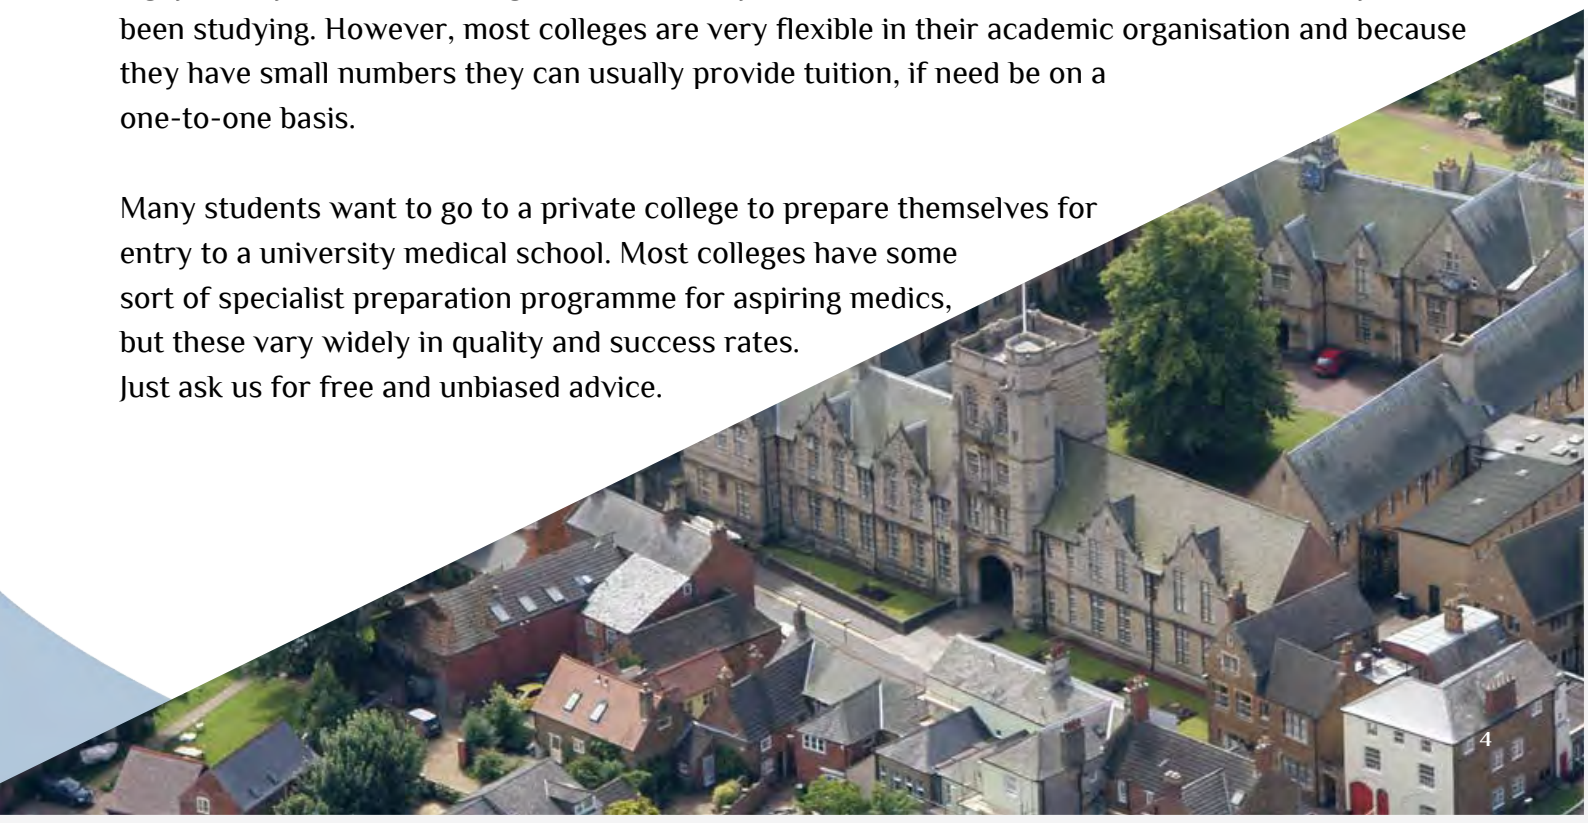 been studying. However, most colleges are very flexible in their academic organisation and because
they have small numbers they can usually provide tuition, if need be on a
one-to-one basis.
Many students want to go to a private college to prepare themselves for
entry to a university medical school. Most colleges have some
sort of specialist preparation programme for aspiring medics,
but these vary widely in quality and success rates.
Just ask us for free and unbiased advice.
4